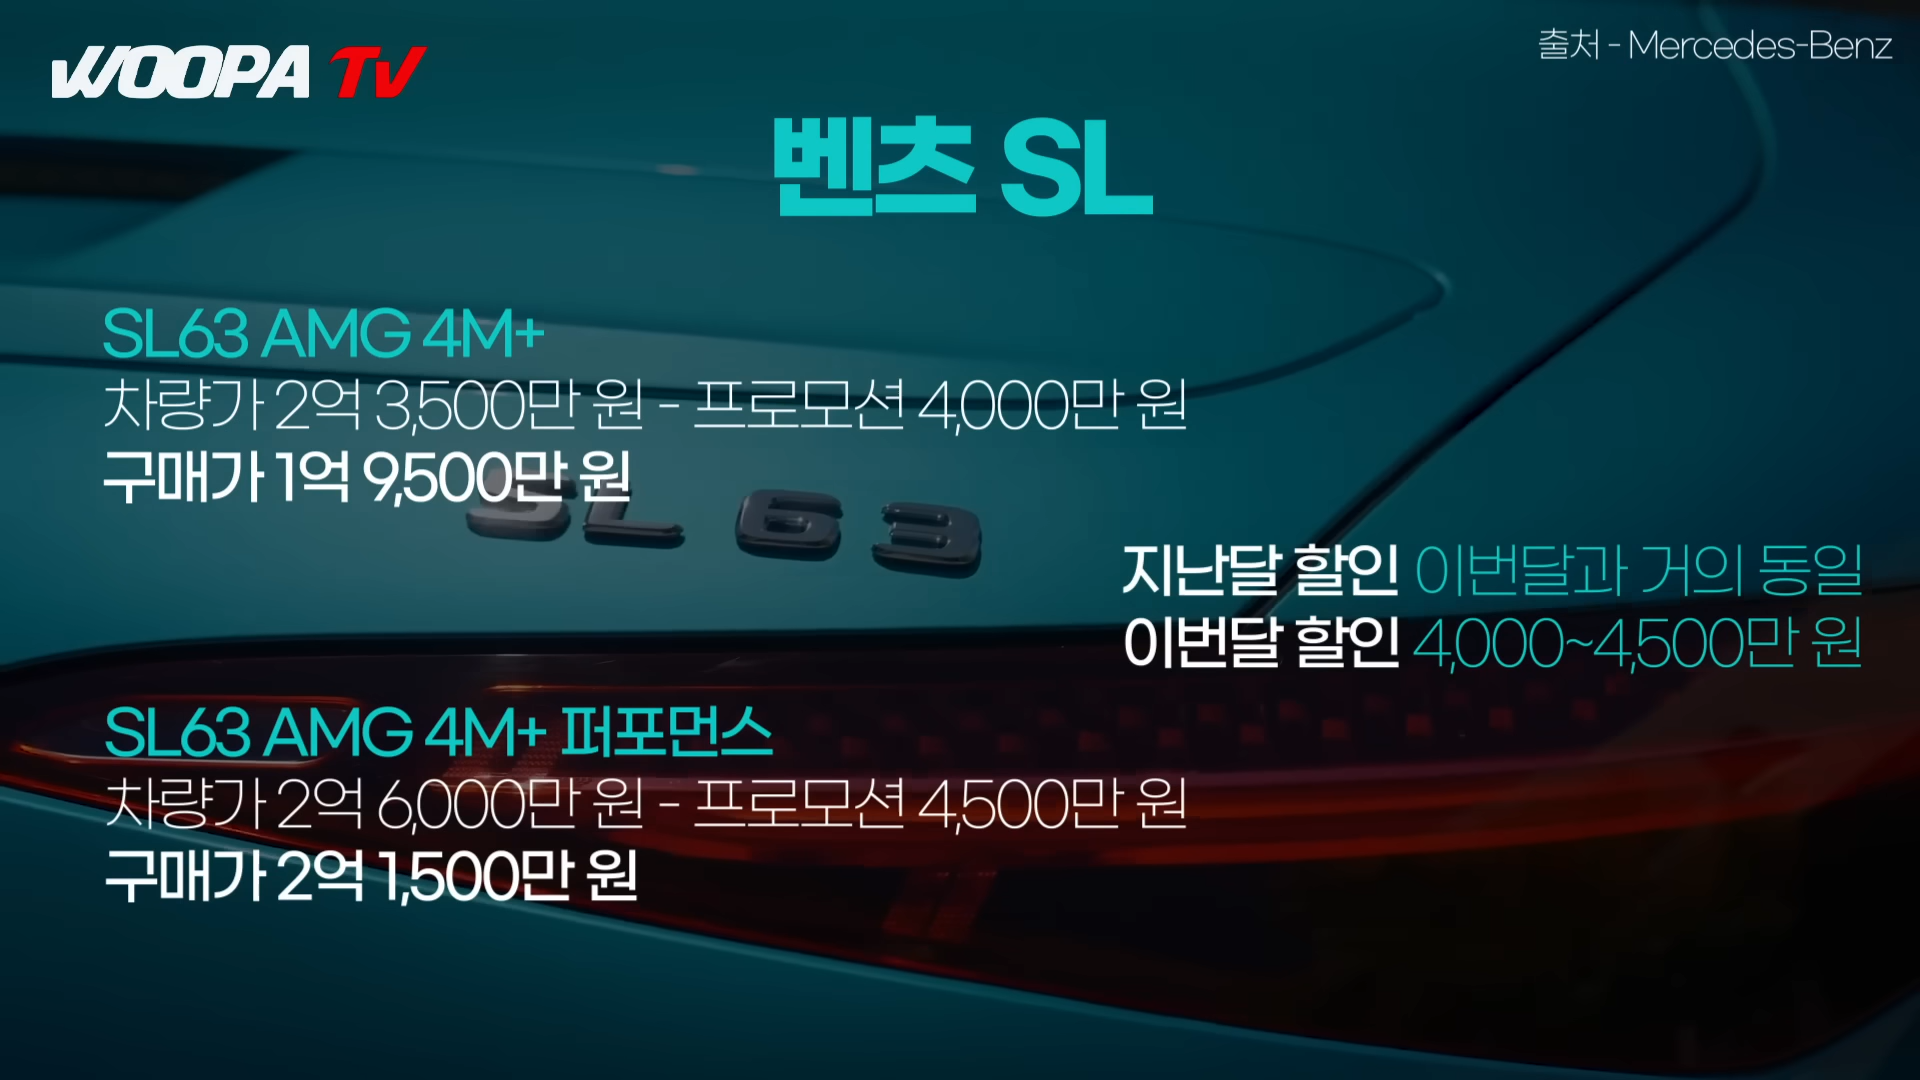 WOOPA TV
출처 - Mercedes-Benz
벤츠 SL
SL63 AMG 4M+
차량가 2억 3,500만 원 - 프로모션 4,000만 원
구매가 1억 9,500만 원
SL 63
지난달 할인 이번달과 거의 동일
이번달 할인 4,000~4,500만 원
SL63 AMG 4M+ 퍼포먼스
차량가 2억 6,000만 원 - 프로모션 4,500만 원
구매가 2억 1,500만 원